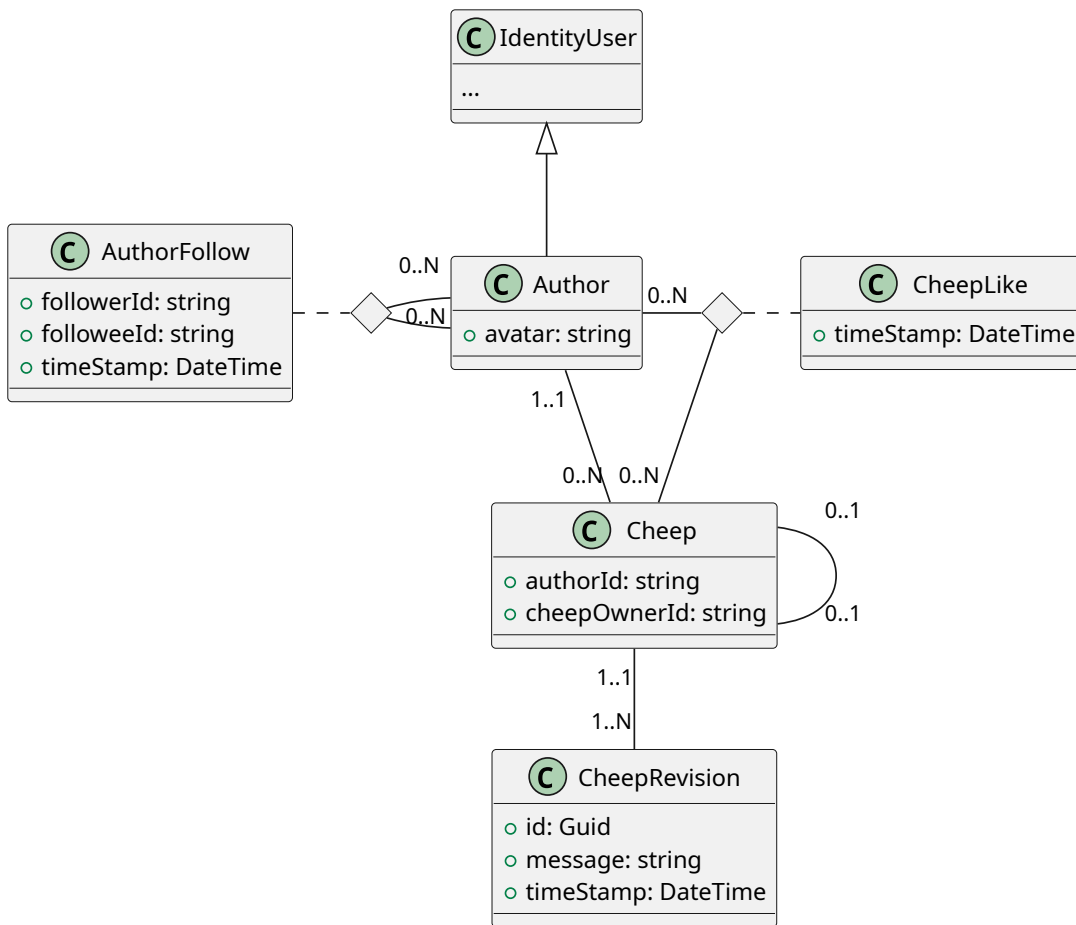 C IdentityUser
...
C AuthorFollow
followerId: string
followeeId: string
timeStamp: DateTime
0..N
0..N
C Author
avatar: string
0..N
C CheepLike
timeStamp: DateTime
1..1
0..N
0..N
C Cheep
authorId: string
cheepOwnerId: string
0..1
0..1
1..1
1..N
C CheepRevision
id: Guid
message: string
timeStamp: DateTime